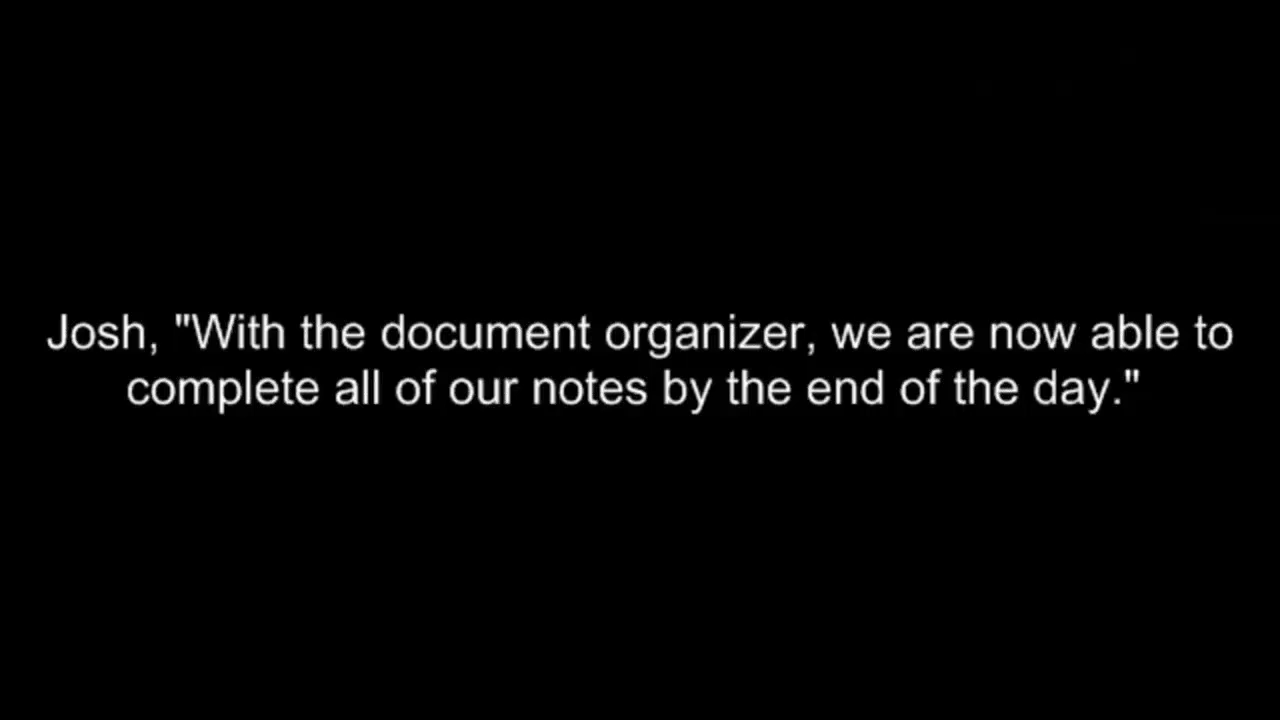 Josh, "With the document organizer, we are now able to
complete all of our notes by the end of the day."